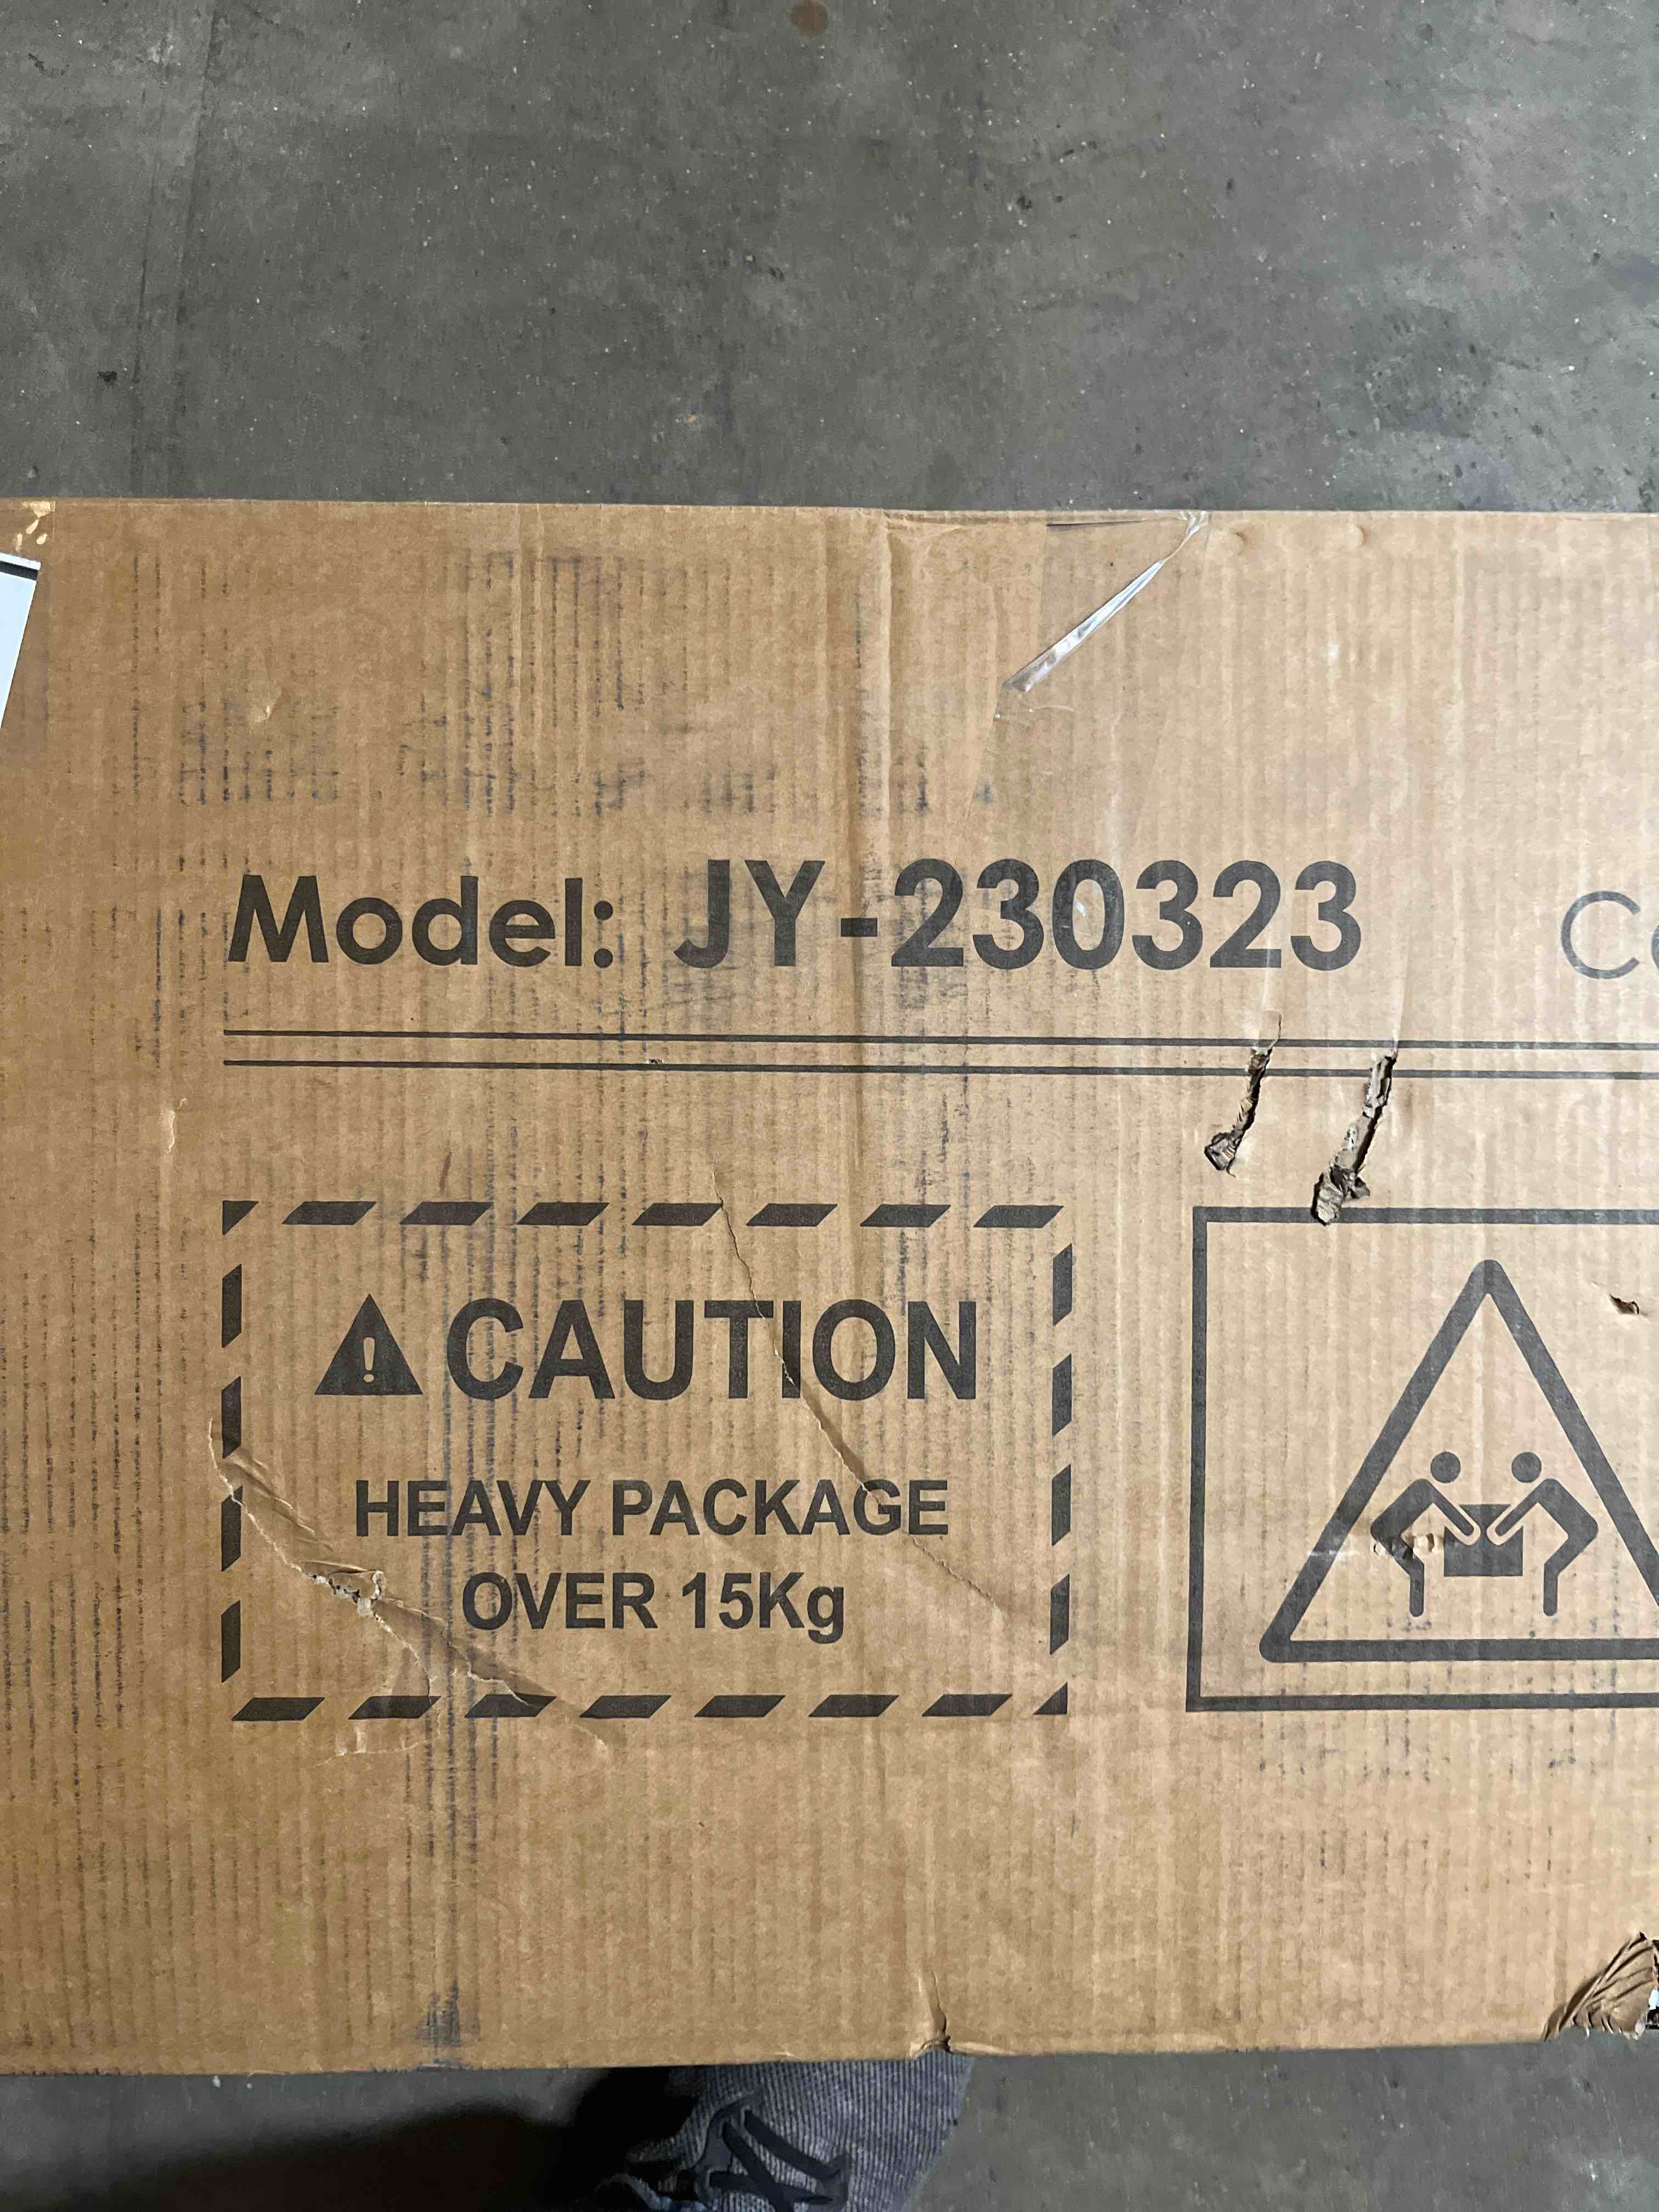 Model: JY-230323
CAUTION
HEAVY PACKAGE
OVER 15Kg